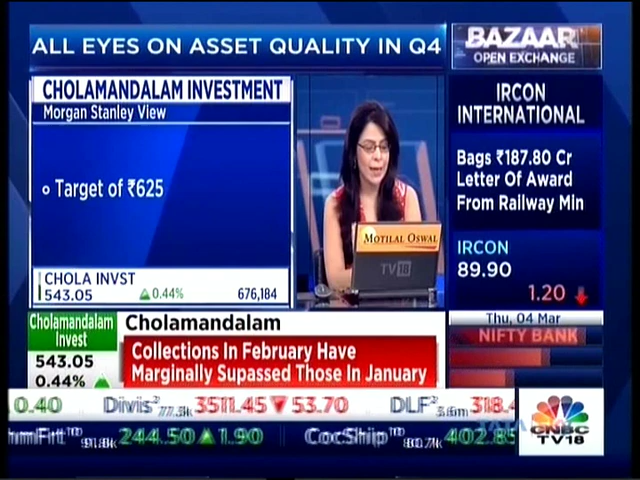 ALL EYES ON ASSET QUALITY IN Q4
BAZAAR
OPEN EXCHANGE
CHOLAMANDALAM INVESTMENT
Morgan Stanley View
Target of ₹625
CHOLA INVST
543.05 0.44% 676,184
MOTILAL OSWAL
TV18
IRCON
INTERNATIONAL
Bags ₹187.80 Cr
Letter Of Award
From Railway Min
IRCON
89.90
1.20
Thu, 04 Mar
NIFTY BANK
Cholamandalam
Invest
543.05
0.44%
Cholamandalam
Collections In February Have
Marginally Supassed Those In January
0.40 Divis 3511.45 53.70 DLF 318.4
244.50 1.90 CocShip 402.85
CNBC
TV18